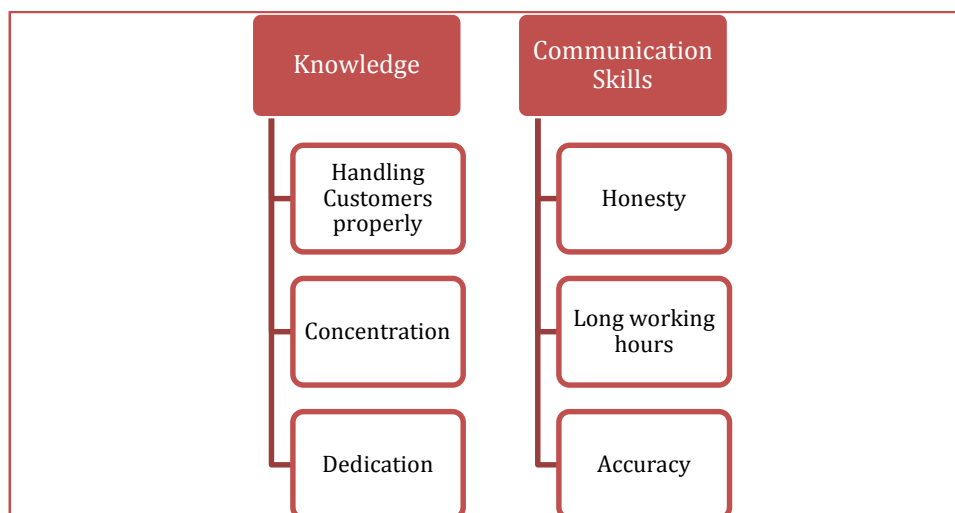 Knowledge
Handling
Customers
properly
Concentration
Dedication
Communication
Skills
Honesty
Long working
hours
Accuracy